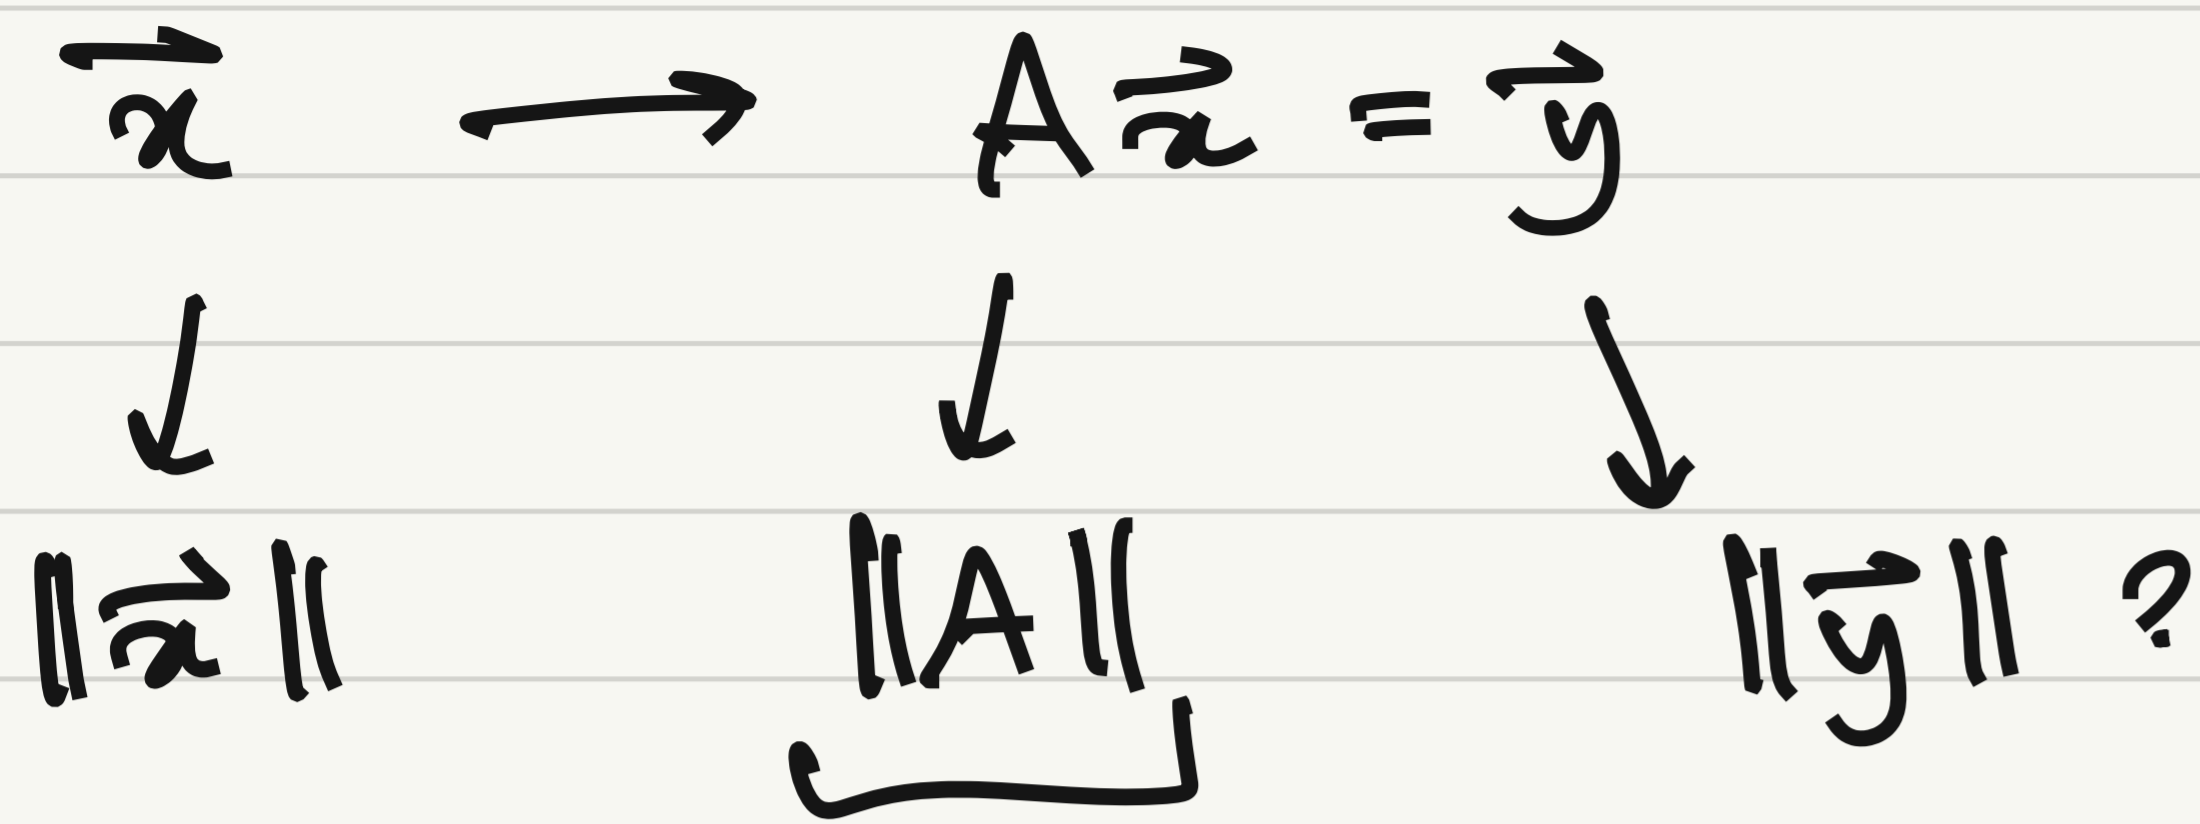 x⃗ → Ax⃗ = y⃗
↓ ↓ ↘
‖x⃗‖ ‖A‖ ‖y⃗‖ ?